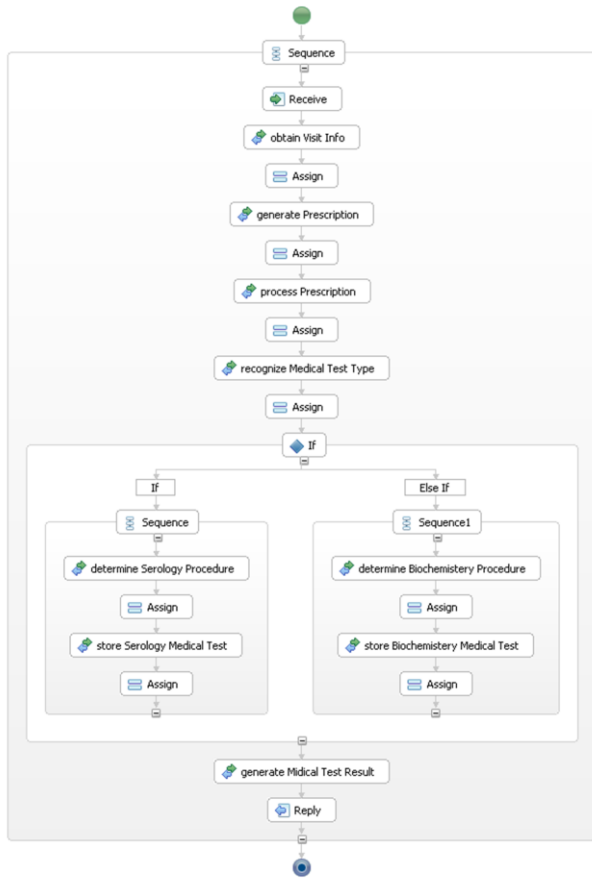 Sequence
Receive
obtain Visit Info
Assign
generate Prescription
Assign
process Prescription
Assign
recognize Medical Test Type
Assign
If
If
Else If
Sequence
Sequence1
determine Serology Procedure
determine Biochemistery Procedure
Assign
Assign
store Serology Medical Test
store Biochemistery Medical Test
Assign
Assign
generate Midical Test Result
Reply